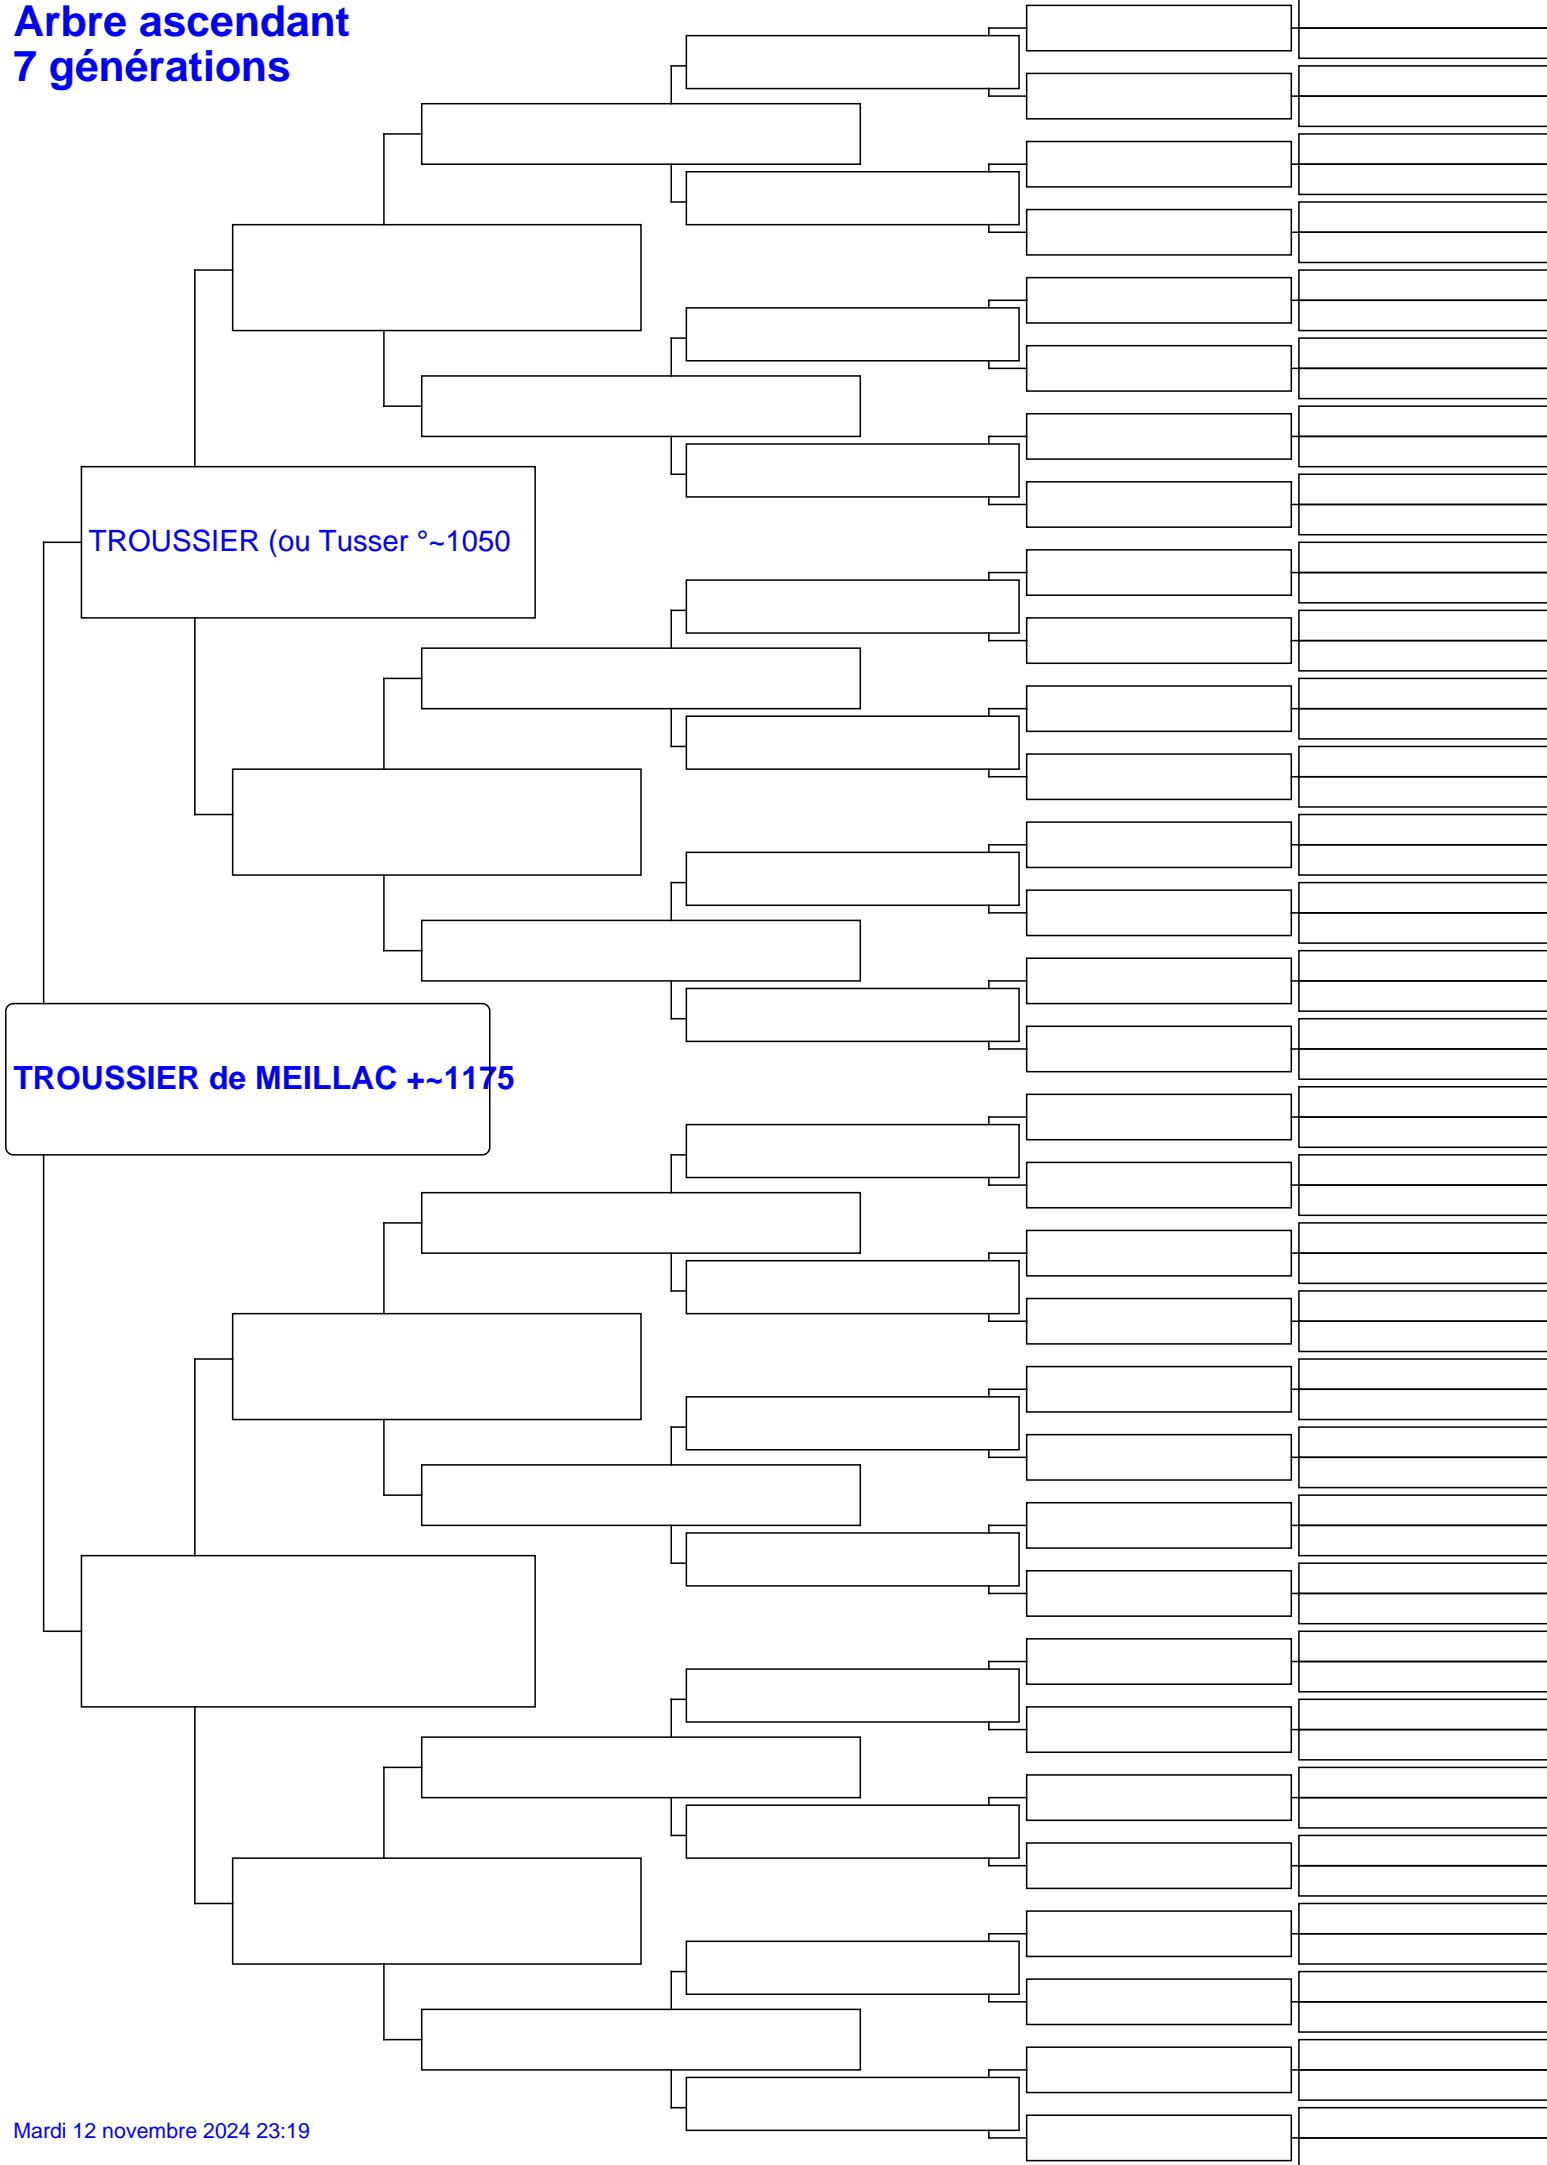 Arbre ascendant
7 générations
TROUSSIER (ou Tusser °~1050
TROUSSIER de MEILLAC +~1175
Mardi 12 novembre 2024 23:19